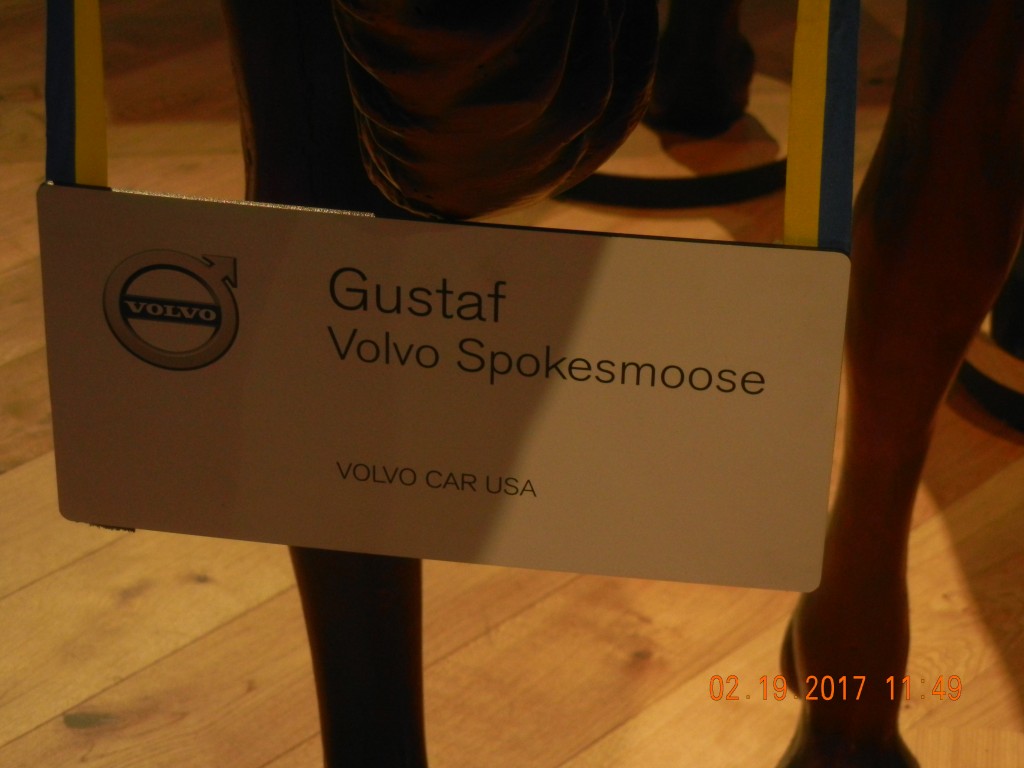 VOLVO
Gustaf
Volvo Spokesmoose
VOLVO CAR USA
02.19.2017 11:49